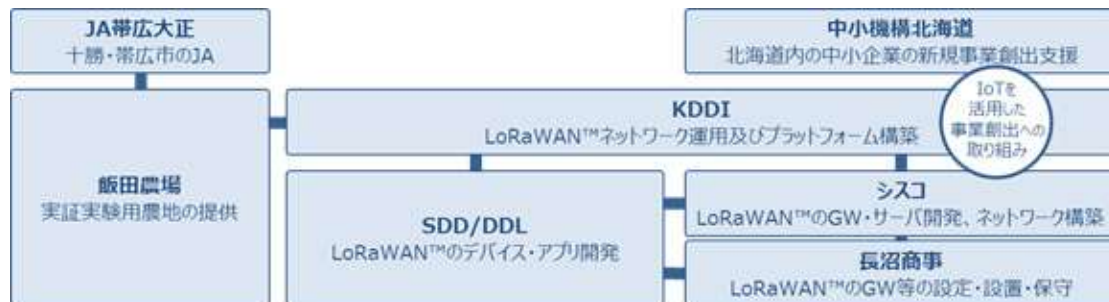 JA帯広大正
十勝・帯広市のJA
中小機構北海道
北海道内の中小企業の新規事業創出支援
IoTを
活用した
事業創出への
取り組み
KDDI
LoRaWAN™ネットワーク運用及びプラットフォーム構築
飯田農場
実証実験用農地の提供
SDD/DDL
LoRaWAN™のデバイス・アプリ開発
シスコ
LoRaWAN™のGW・サーバ開発、ネットワーク構築
長沼商事
LoRaWAN™のGW等の設定・設置・保守